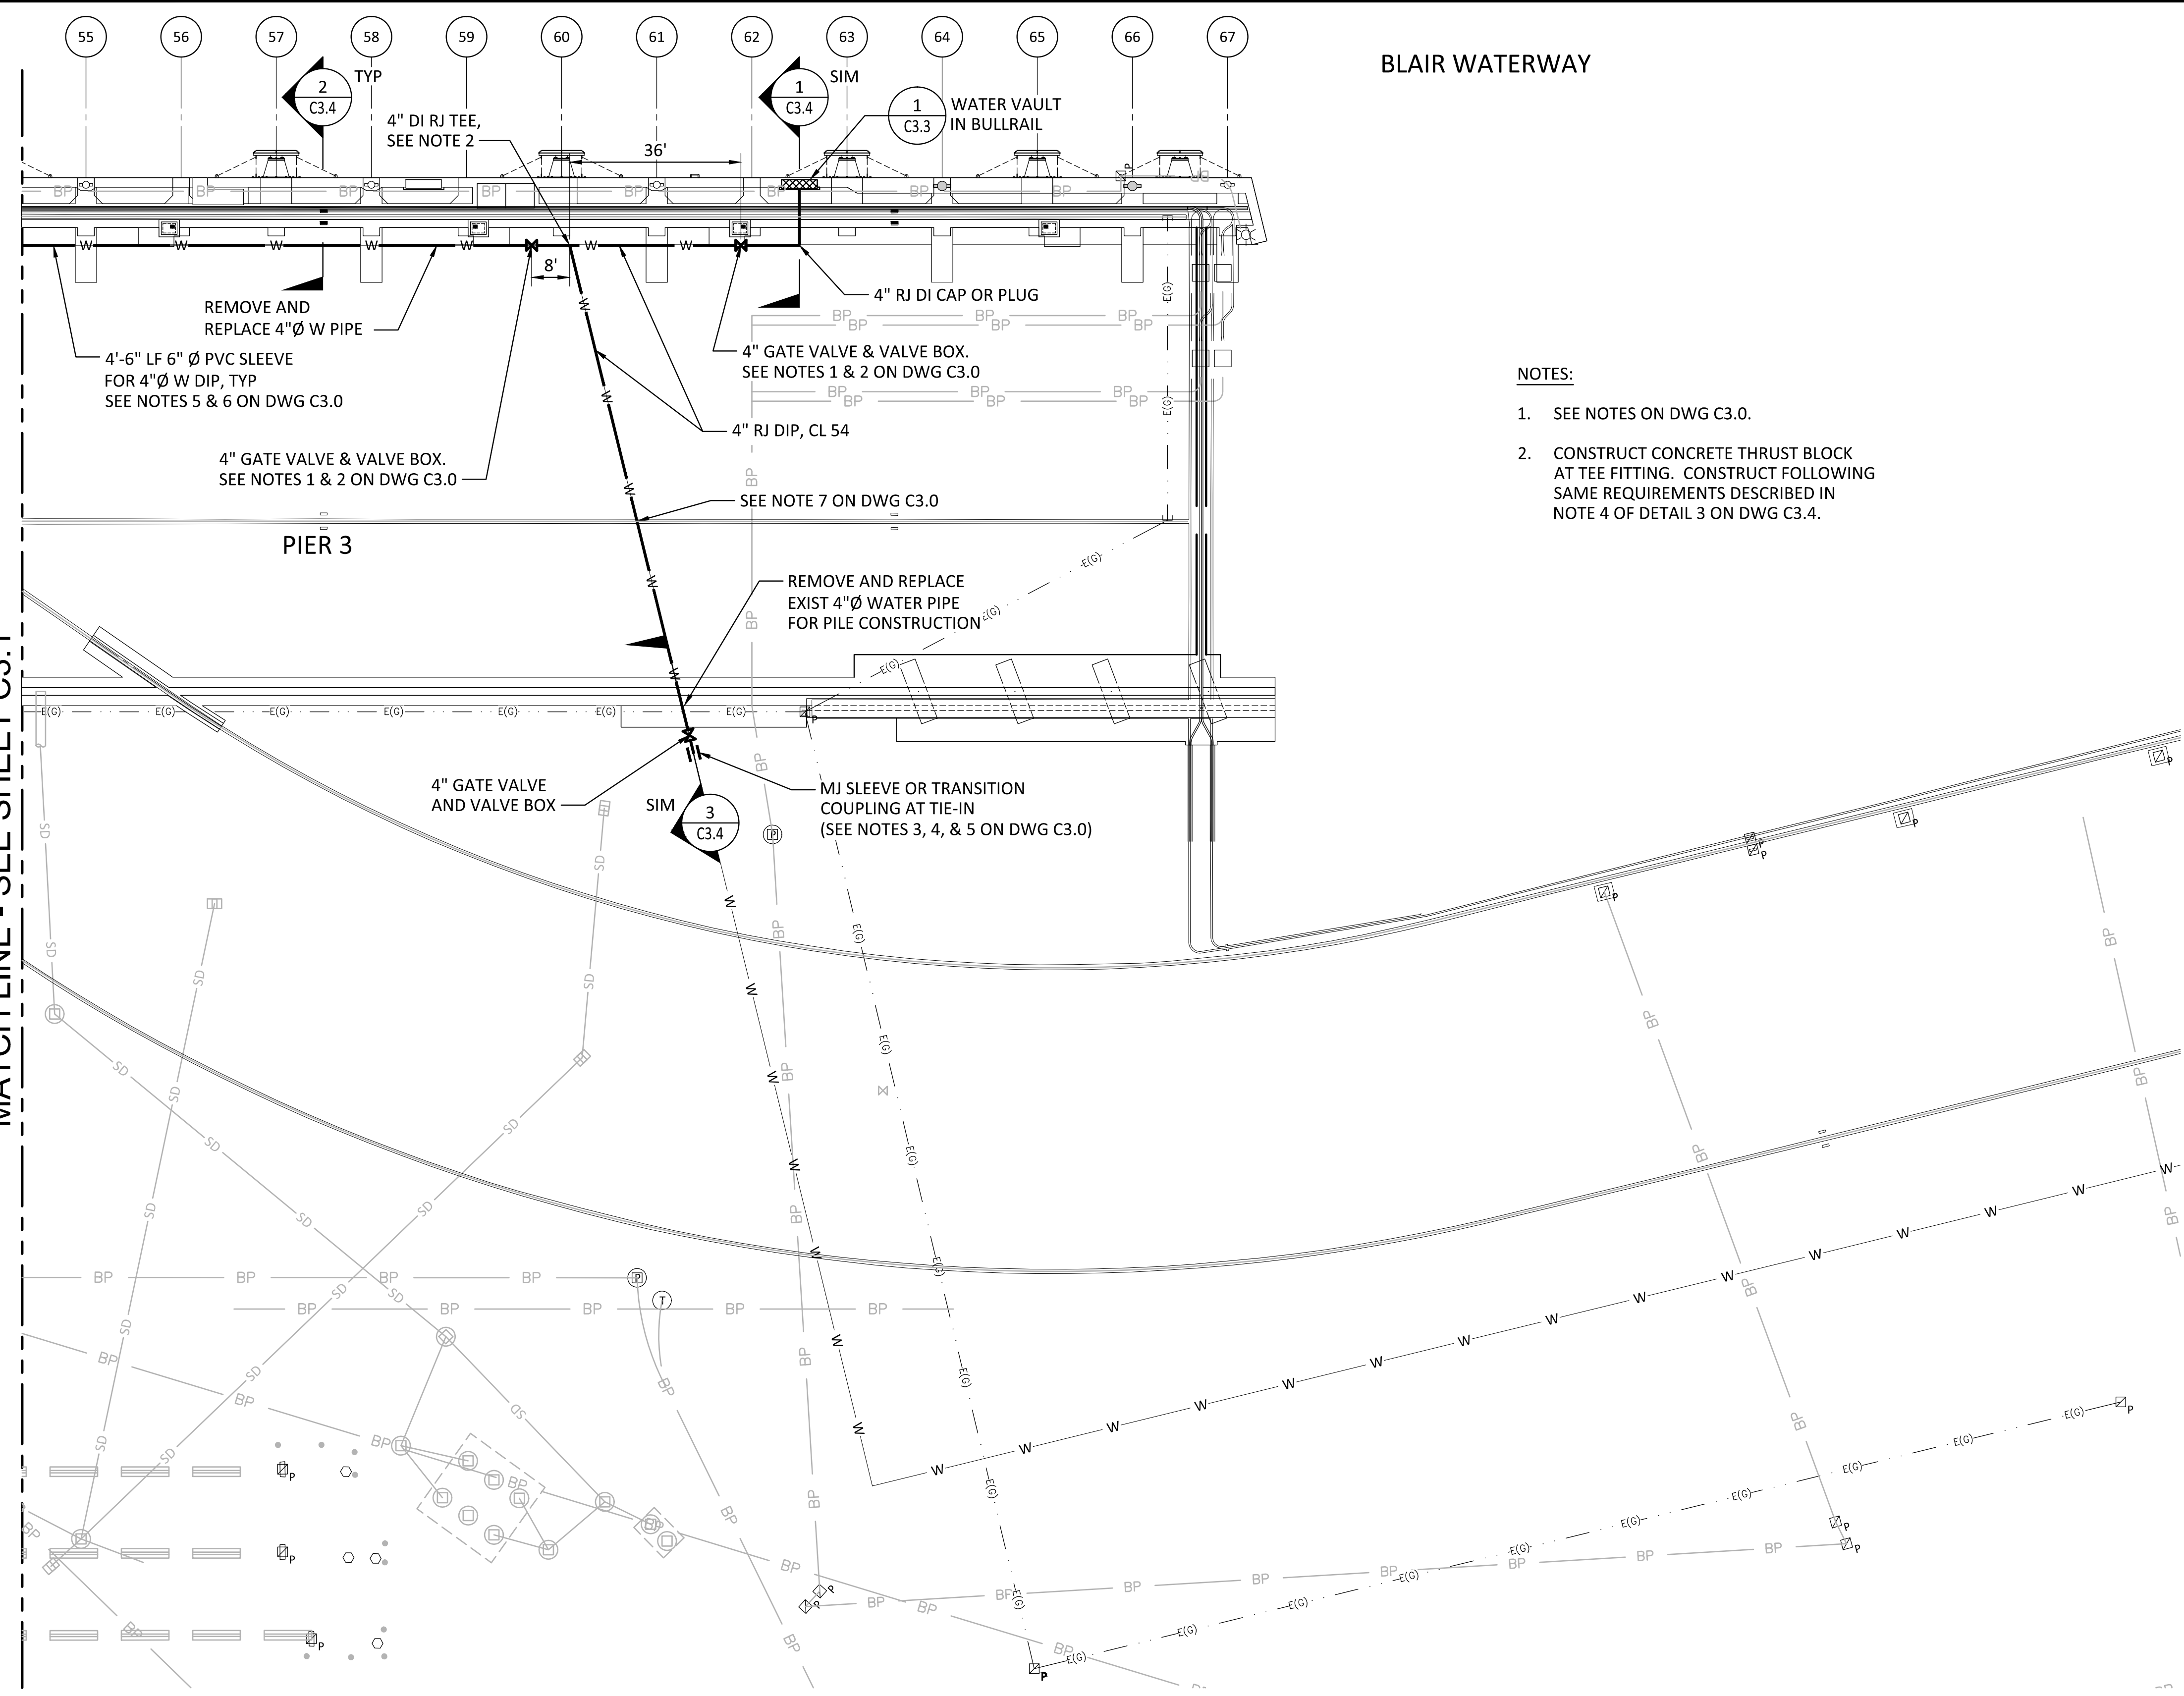 55 56 57 58 59 60 61 62 63 64 65 66 67
BLAIR WATERWAY
2
C3.4
TYP
1
C3.4
SIM
1
C3.3
WATER VAULT
IN BULLRAIL
4" DI RJ TEE,
SEE NOTE 2
36'
8'
REMOVE AND
REPLACE 4"Ø W PIPE
4'-6" LF 6" Ø PVC SLEEVE
FOR 4"Ø W DIP, TYP
SEE NOTES 5 & 6 ON DWG C3.0
4" RJ DI CAP OR PLUG
4" GATE VALVE & VALVE BOX.
SEE NOTES 1 & 2 ON DWG C3.0
4" RJ DIP, CL 54
4" GATE VALVE & VALVE BOX.
SEE NOTES 1 & 2 ON DWG C3.0
SEE NOTE 7 ON DWG C3.0
PIER 3
REMOVE AND REPLACE
EXIST 4"Ø WATER PIPE
FOR PILE CONSTRUCTION
4" GATE VALVE
AND VALVE BOX
SIM
3
C3.4
MJ SLEEVE OR TRANSITION
COUPLING AT TIE-IN
(SEE NOTES 3, 4, & 5 ON DWG C3.0)
NOTES:
1. SEE NOTES ON DWG C3.0.
2. CONSTRUCT CONCRETE THRUST BLOCK
AT TEE FITTING. CONSTRUCT FOLLOWING
SAME REQUIREMENTS DESCRIBED IN
NOTE 4 OF DETAIL 3 ON DWG C3.4.
MATCH LINE - SEE SHEET C3.1
BP
W
E(G)
SD
P
T